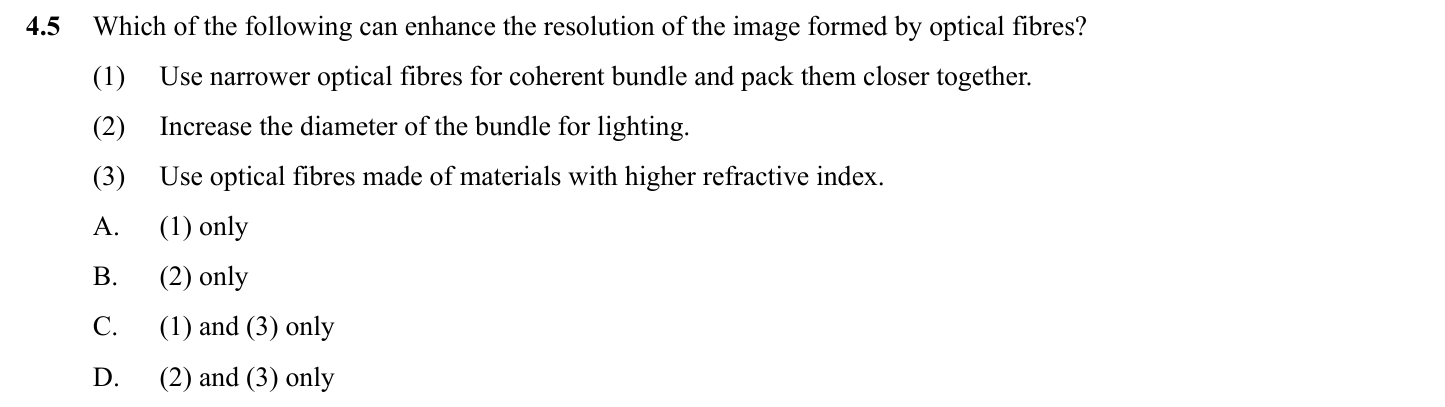 4.5 Which of the following can enhance the resolution of the image formed by optical fibres?
(1) Use narrower optical fibres for coherent bundle and pack them closer together.
(2) Increase the diameter of the bundle for lighting.
(3) Use optical fibres made of materials with higher refractive index.
A. (1) only
B. (2) only
C. (1) and (3) only
D. (2) and (3) only